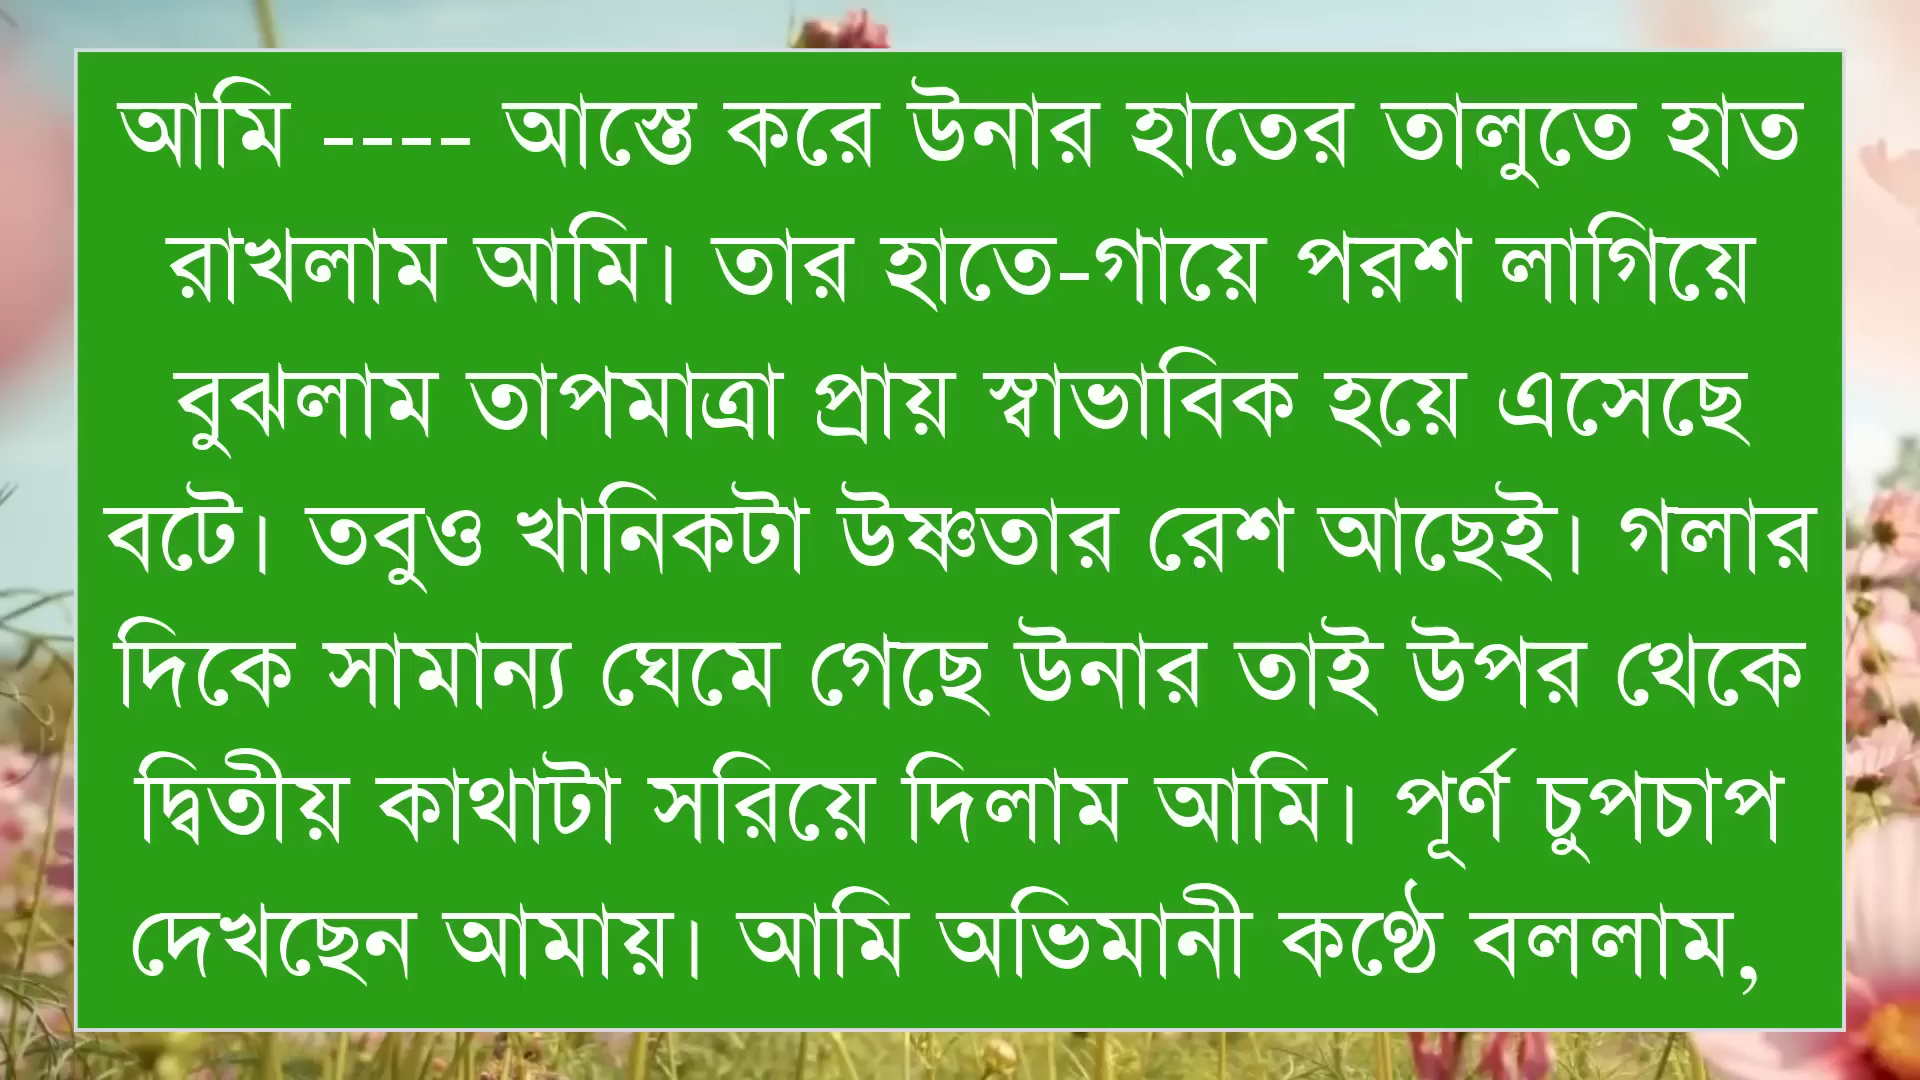 আমি ---- আস্তে করে উনার হাতের তালুতে হাত
রাখলাম আমি। তার হাতে-গায়ে পরশ লাগিয়ে
বুঝলাম তাপমাত্রা প্রায় স্বাভাবিক হয়ে এসেছে
বটে। তবুও খানিকটা উষ্ণতার রেশ আছেই। গলার
দিকে সামান্য ঘেমে গেছে উনার তাই উপর থেকে
দ্বিতীয় কাথাটা সরিয়ে দিলাম আমি। পূর্ণ চুপচাপ
দেখছেন আমায়। আমি অভিমানী কণ্ঠে বললাম,